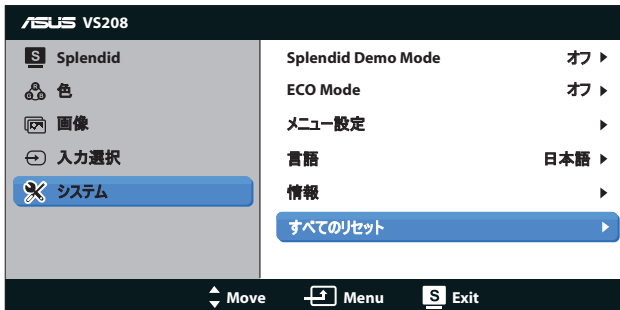 ASUS VS208
S Splendid
色
画像
入力選択
システム
Splendid Demo Mode オフ
ECO Mode オフ
メニュー設定
言語 日本語
情報
すべてのリセット
Move Menu S Exit